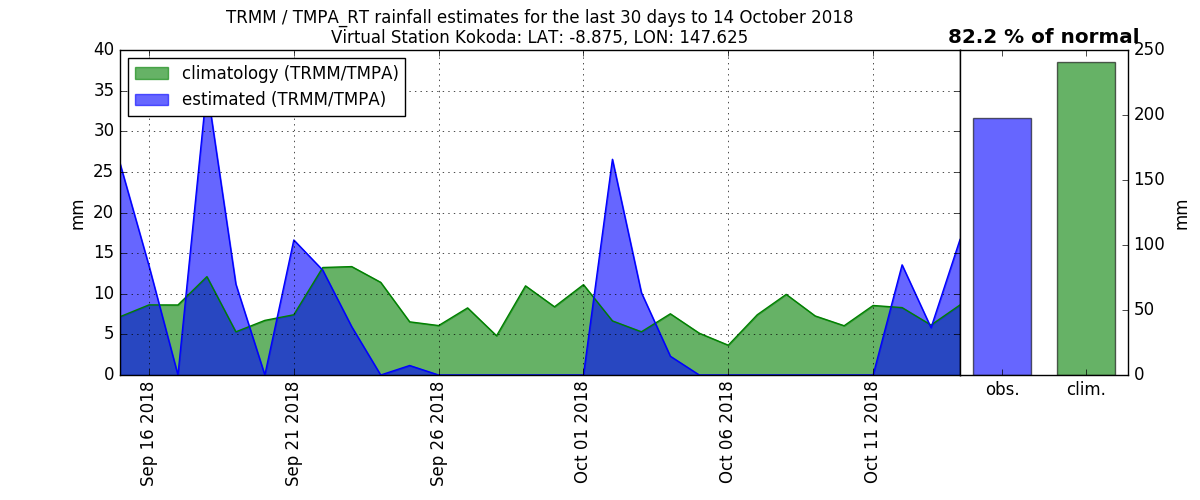 TRMM / TMPA_RT rainfall estimates for the last 30 days to 14 October 2018
Virtual Station Kokoda: LAT: -8.875, LON: 147.625
82.2 % of normal
climatology (TRMM/TMPA)
estimated (TRMM/TMPA)
40
35
30
25
20
15
10
5
0
mm
Sep 16 2018
Sep 21 2018
Sep 26 2018
Oct 01 2018
Oct 06 2018
Oct 11 2018
obs.
clim.
250
200
150
100
50
0
mm